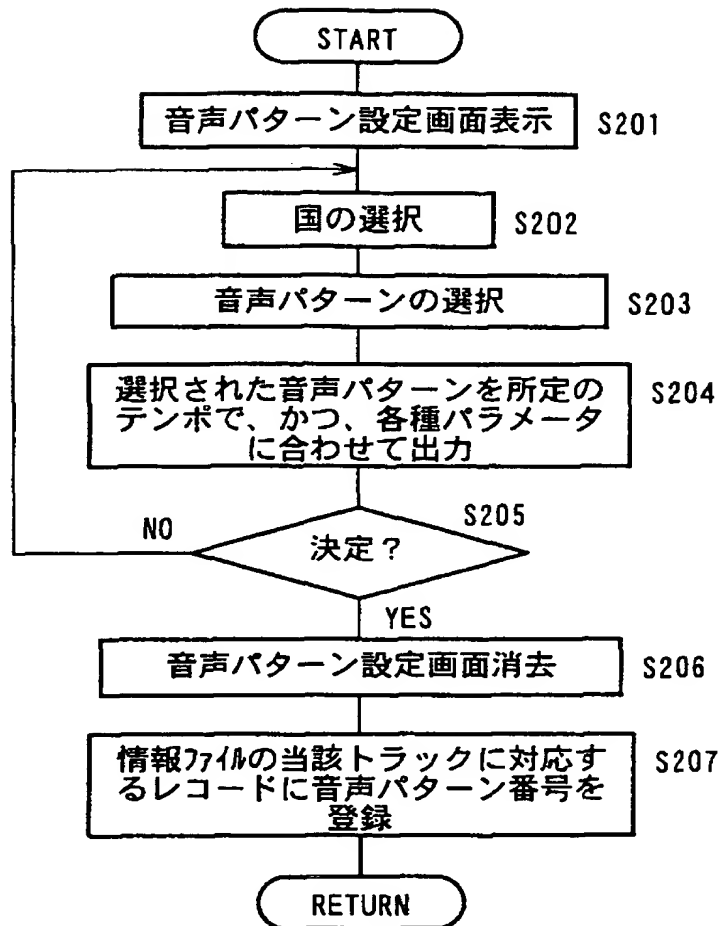 START
音声パターン設定画面表示 S201
国の選択 S202
音声パターンの選択 S203
選択された音声パターンを所定の S204
テンポで、かつ、各種パラメータ
に合わせて出力
S205
NO 決定？
YES
音声パターン設定画面消去 S206
情報ﾌｧｲﾙの当該トラックに対応す S207
るレコードに音声パターン番号を
登録
RETURN